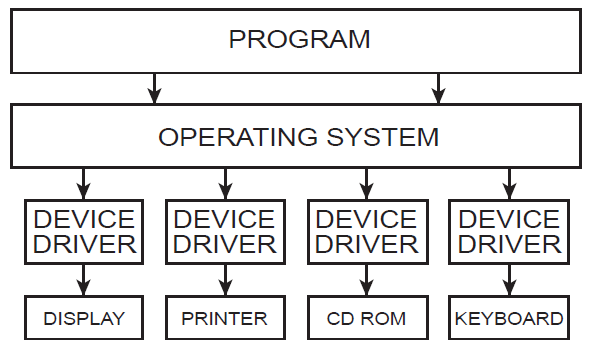 PROGRAM
OPERATING SYSTEM
DEVICE
DRIVER
DEVICE
DRIVER
DEVICE
DRIVER
DEVICE
DRIVER
DISPLAY
PRINTER
CD ROM
KEYBOARD